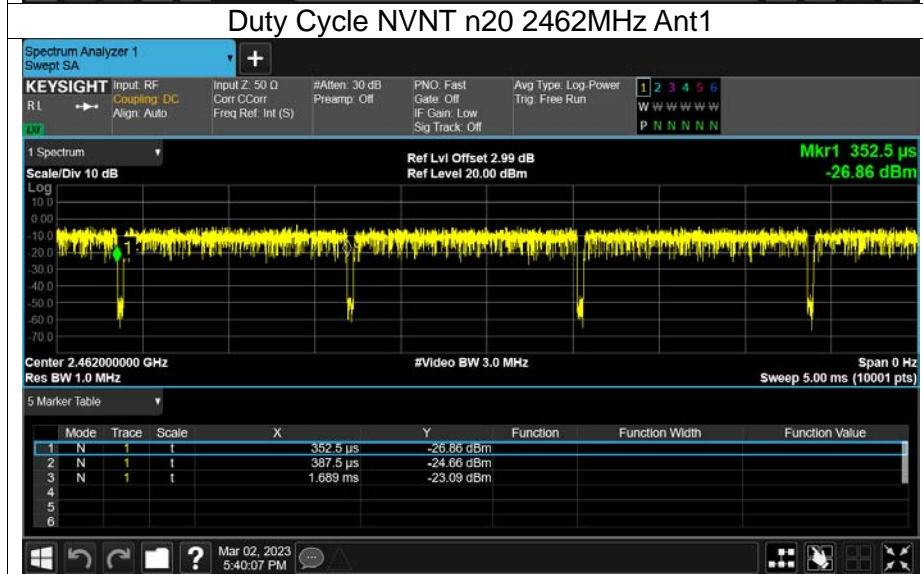 Duty Cycle NVNT n20 2462MHz Ant1
Spectrum Analyzer 1
Swept SA
+
KEYSIGHT Input: RF Input Z: 50 Ω #Atten: 30 dB PNO: Fast Avg Type: Log-Power 1 2 3 4 5 6
RL Coupling: DC Corr CCorr Preamp: Off Gate: Off Trig: Free Run W W W W W W
Align: Auto Freq Ref: Int (S) IF Gain: Low
LXI Sig Track: Off P N N N N N
1 Spectrum Ref Lvl Offset 2.99 dB Mkr1 352.5 µs
Scale/Div 10 dB Ref Level 20.00 dBm -26.86 dBm
Log
10.0
0.00
-10.0
-20.0
-30.0
-40.0
-50.0
-60.0
-70.0
1
Center 2.462000000 GHz #Video BW 3.0 MHz Span 0 Hz
Res BW 1.0 MHz Sweep 5.00 ms (10001 pts)
5 Marker Table
Mode Trace Scale X Y Function Function Width Function Value
1 N 1 t 352.5 µs -26.86 dBm
2 N 1 t 387.5 µs -24.66 dBm
3 N 1 t 1.689 ms -23.09 dBm
4
5
6
? Mar 02, 2023
5:40:07 PM